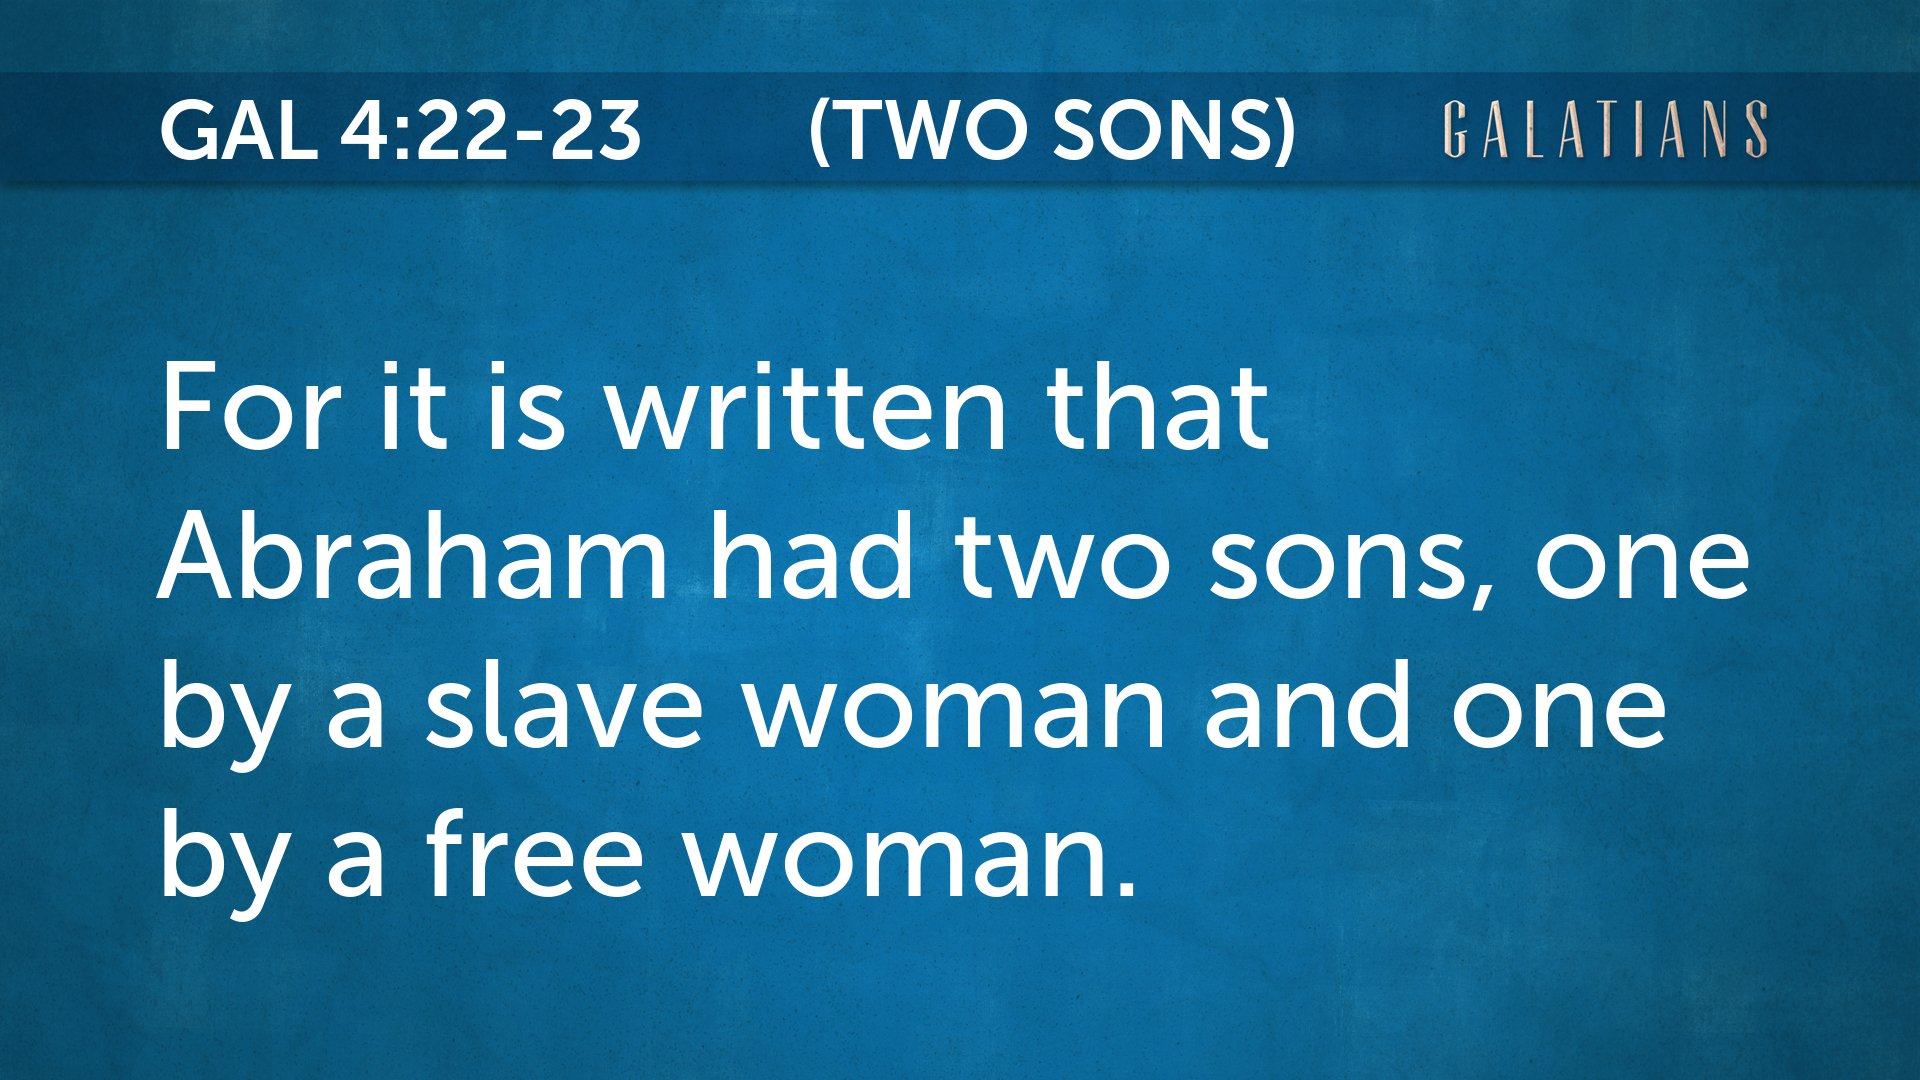 GAL 4:22-23 (TWO SONS) GALATIANS
For it is written that
Abraham had two sons, one
by a slave woman and one
by a free woman.